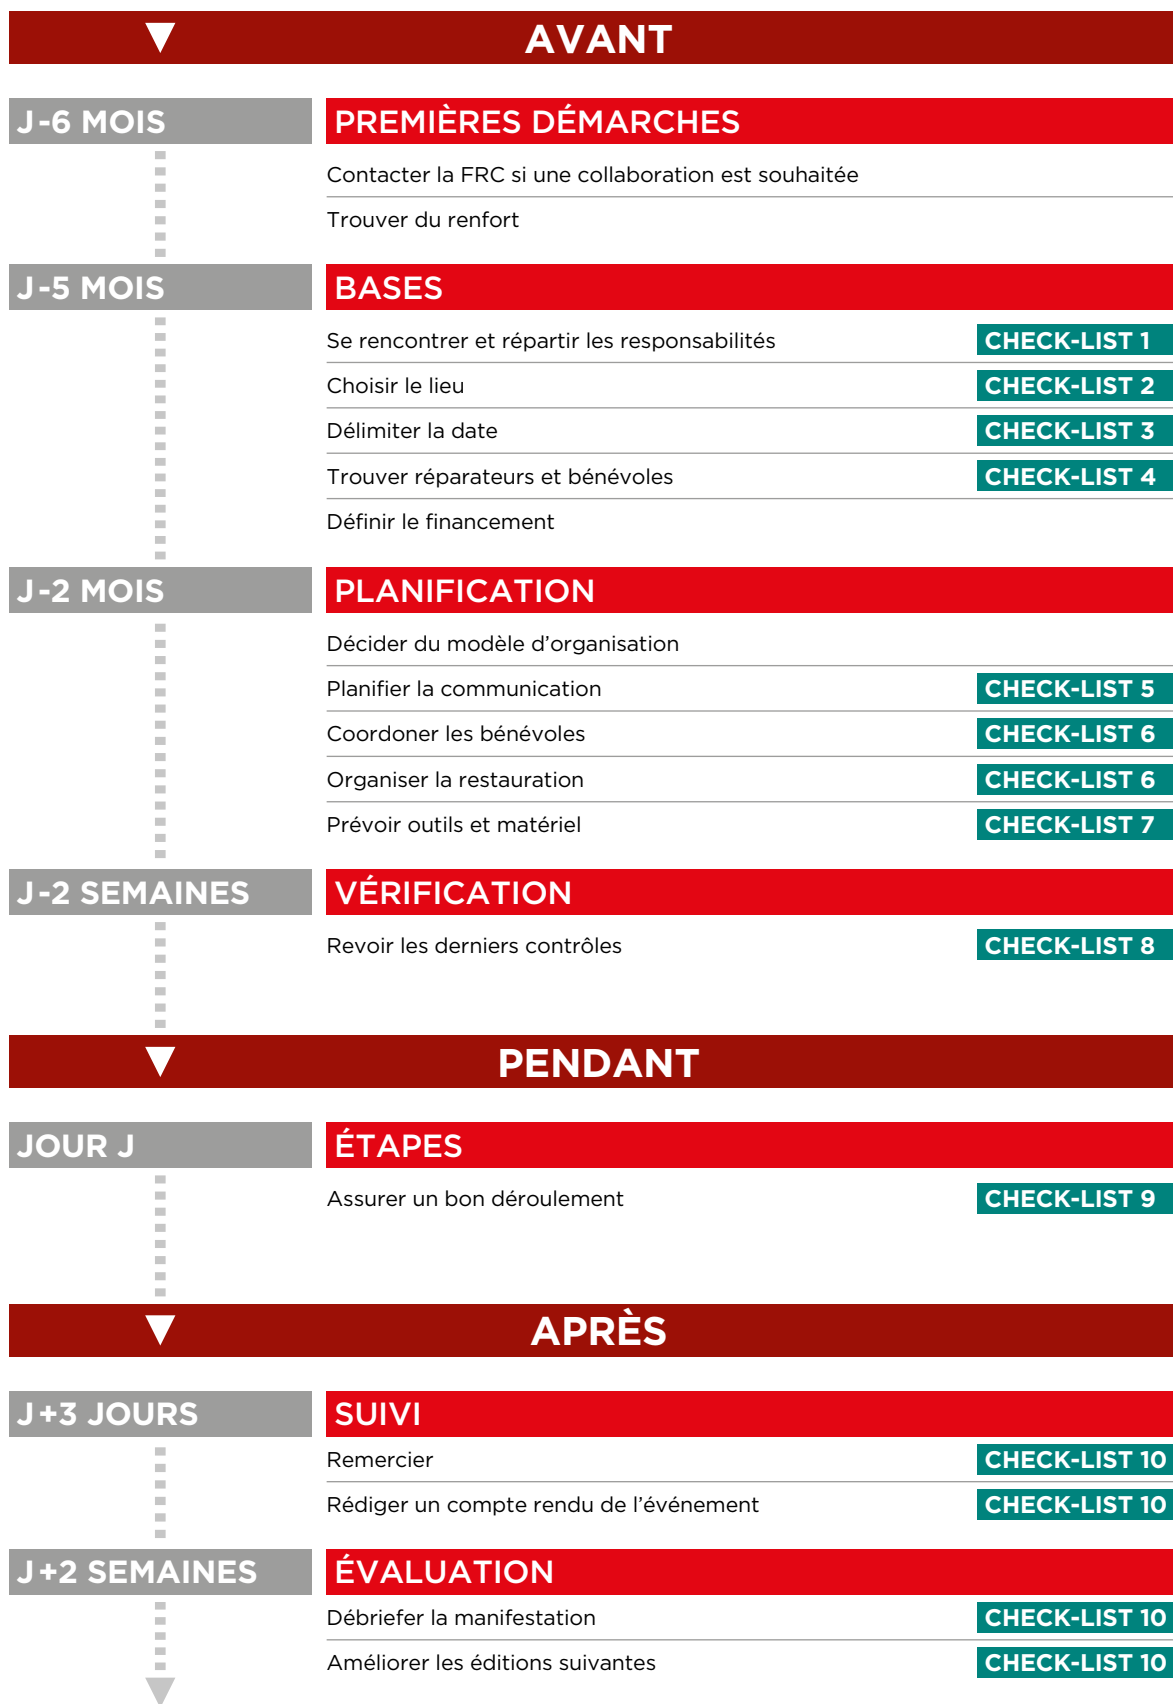 AVANT
J-6 MOIS
PREMIÈRES DÉMARCHES
Contacter la FRC si une collaboration est souhaitée
Trouver du renfort
J-5 MOIS
BASES
Se rencontrer et répartir les responsabilités CHECK-LIST 1
Choisir le lieu CHECK-LIST 2
Délimiter la date CHECK-LIST 3
Trouver réparateurs et bénévoles CHECK-LIST 4
Définir le financement
J-2 MOIS
PLANIFICATION
Décider du modèle d’organisation
Planifier la communication CHECK-LIST 5
Coordoner les bénévoles CHECK-LIST 6
Organiser la restauration CHECK-LIST 6
Prévoir outils et matériel CHECK-LIST 7
J-2 SEMAINES
VÉRIFICATION
Revoir les derniers contrôles CHECK-LIST 8
PENDANT
JOUR J
ÉTAPES
Assurer un bon déroulement CHECK-LIST 9
APRÈS
J+3 JOURS
SUIVI
Remercier CHECK-LIST 10
Rédiger un compte rendu de l’événement CHECK-LIST 10
J+2 SEMAINES
ÉVALUATION
Débriefer la manifestation CHECK-LIST 10
Améliorer les éditions suivantes CHECK-LIST 10